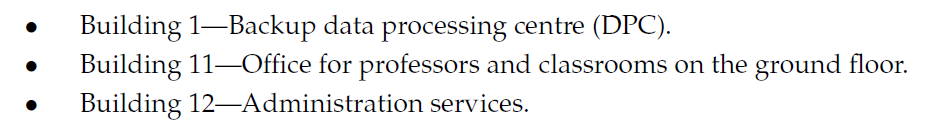 • Building 1—Backup data processing centre (DPC).
• Building 11—Office for professors and classrooms on the ground floor.
• Building 12—Administration services.